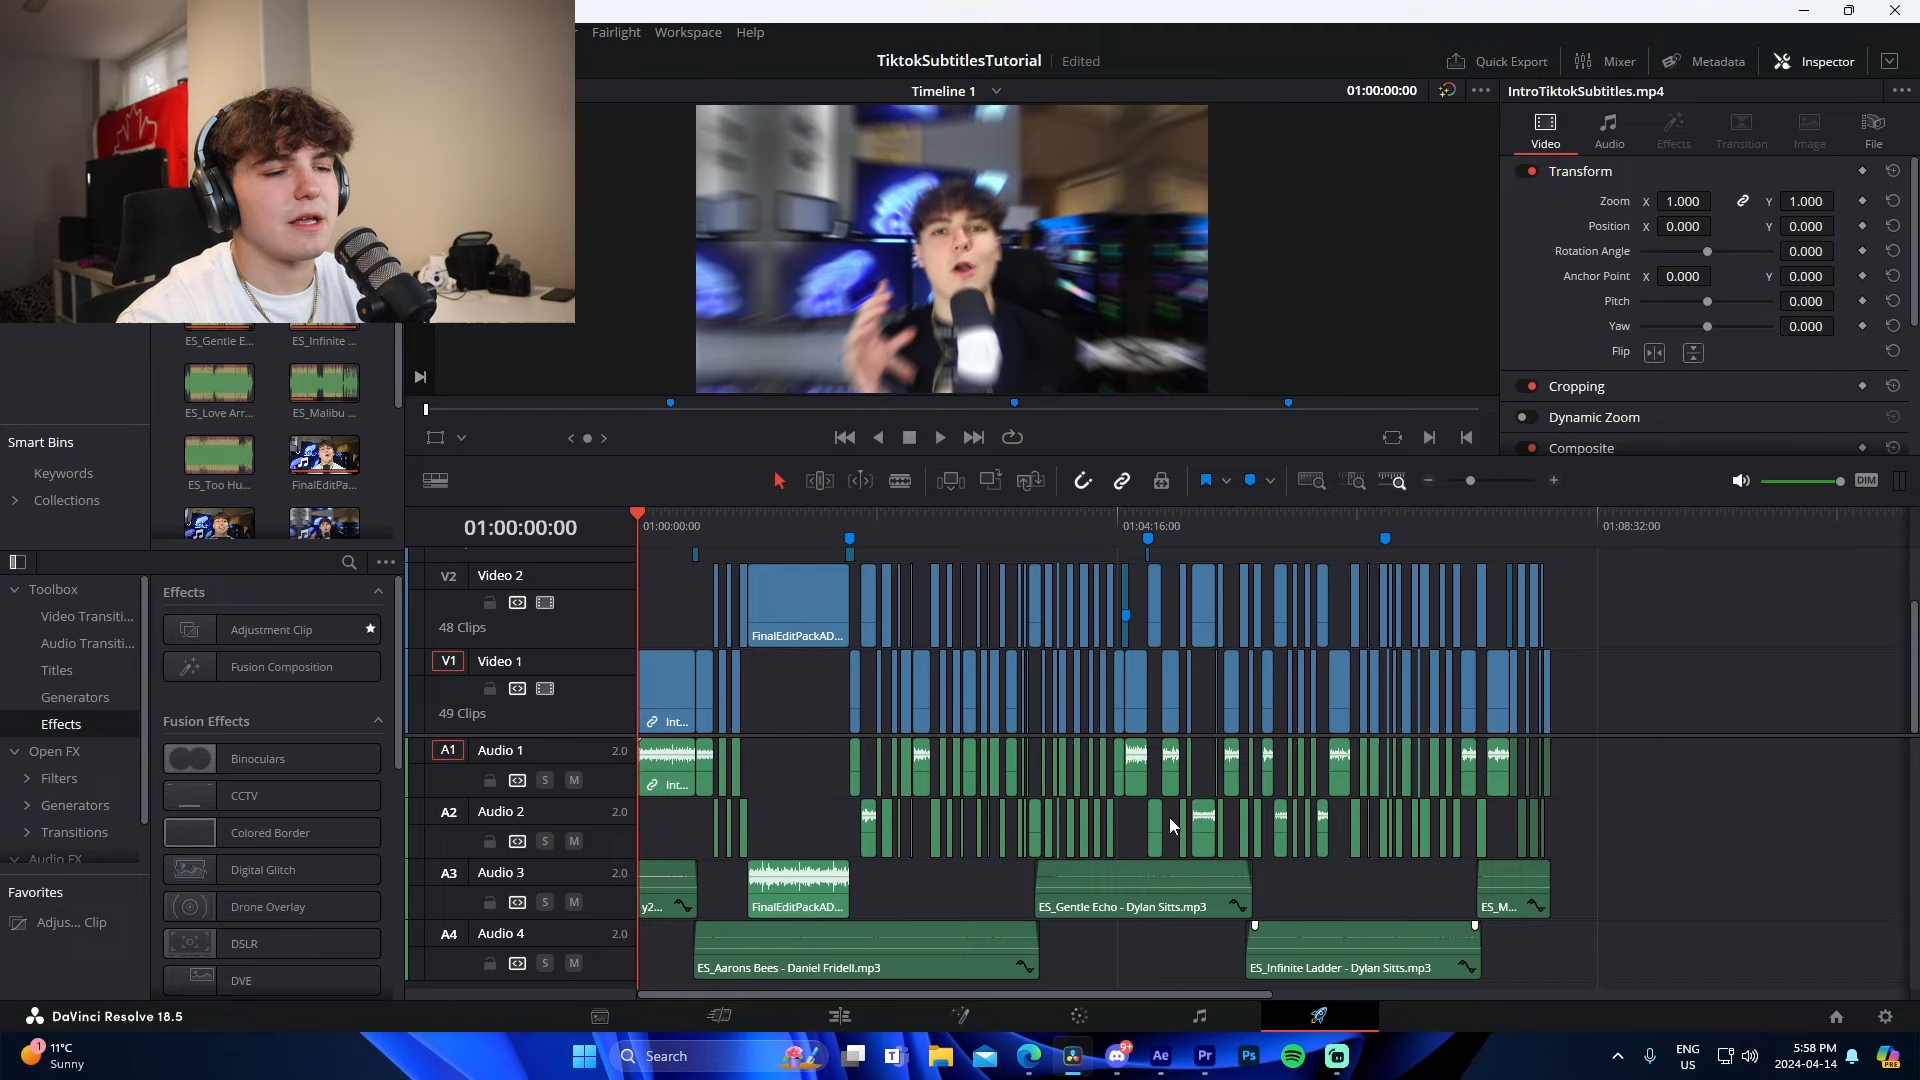 Fairlight Workspace Help
TiktokSubtitlesTutorial Edited
Quick Export Mixer Metadata Inspector
Timeline 1 01:00:00:00 IntroTiktokSubtitles.mp4
Video Audio Effects Transition Image File
Transform
Zoom X 1.000 Y 1.000
Position X 0.000 Y 0.000
Rotation Angle 0.000
Anchor Point X 0.000 Y 0.000
Pitch 0.000
Yaw 0.000
Flip
Cropping
Dynamic Zoom
Composite
ES_Gentle E... ES_Infinite ...
ES_Love Arr... ES_Malibu ...
ES_Too Hu... FinalEditPa...
Smart Bins
Keywords
Collections
DIM
01:00:00:00 01:00:00:00 01:04:16:00 01:08:32:00
V2 Video 2
48 Clips
FinalEditPackAD...
V1 Video 1
49 Clips
Int...
A1 Audio 1 2.0
S M
Int...
A2 Audio 2 2.0
S M
A3 Audio 3 2.0
S M
y2... FinalEditPackAD... ES_Gentle Echo - Dylan Sitts.mp3 ES_M...
A4 Audio 4 2.0
S M
ES_Aarons Bees - Daniel Fridell.mp3 ES_Infinite Ladder - Dylan Sitts.mp3
Toolbox
Video Transiti...
Audio Transiti...
Titles
Generators
Effects
Open FX
Filters
Generators
Transitions
Audio FX
Favorites
Adjus... Clip
Effects
Adjustment Clip
Fusion Composition
Fusion Effects
Binoculars
CCTV
Colored Border
Digital Glitch
Drone Overlay
DSLR
DVE
DaVinci Resolve 18.5
1 11°C
Sunny
Search
9+
Ae Pr Ps
ENG
US
5:58 PM
2024-04-14
PRE